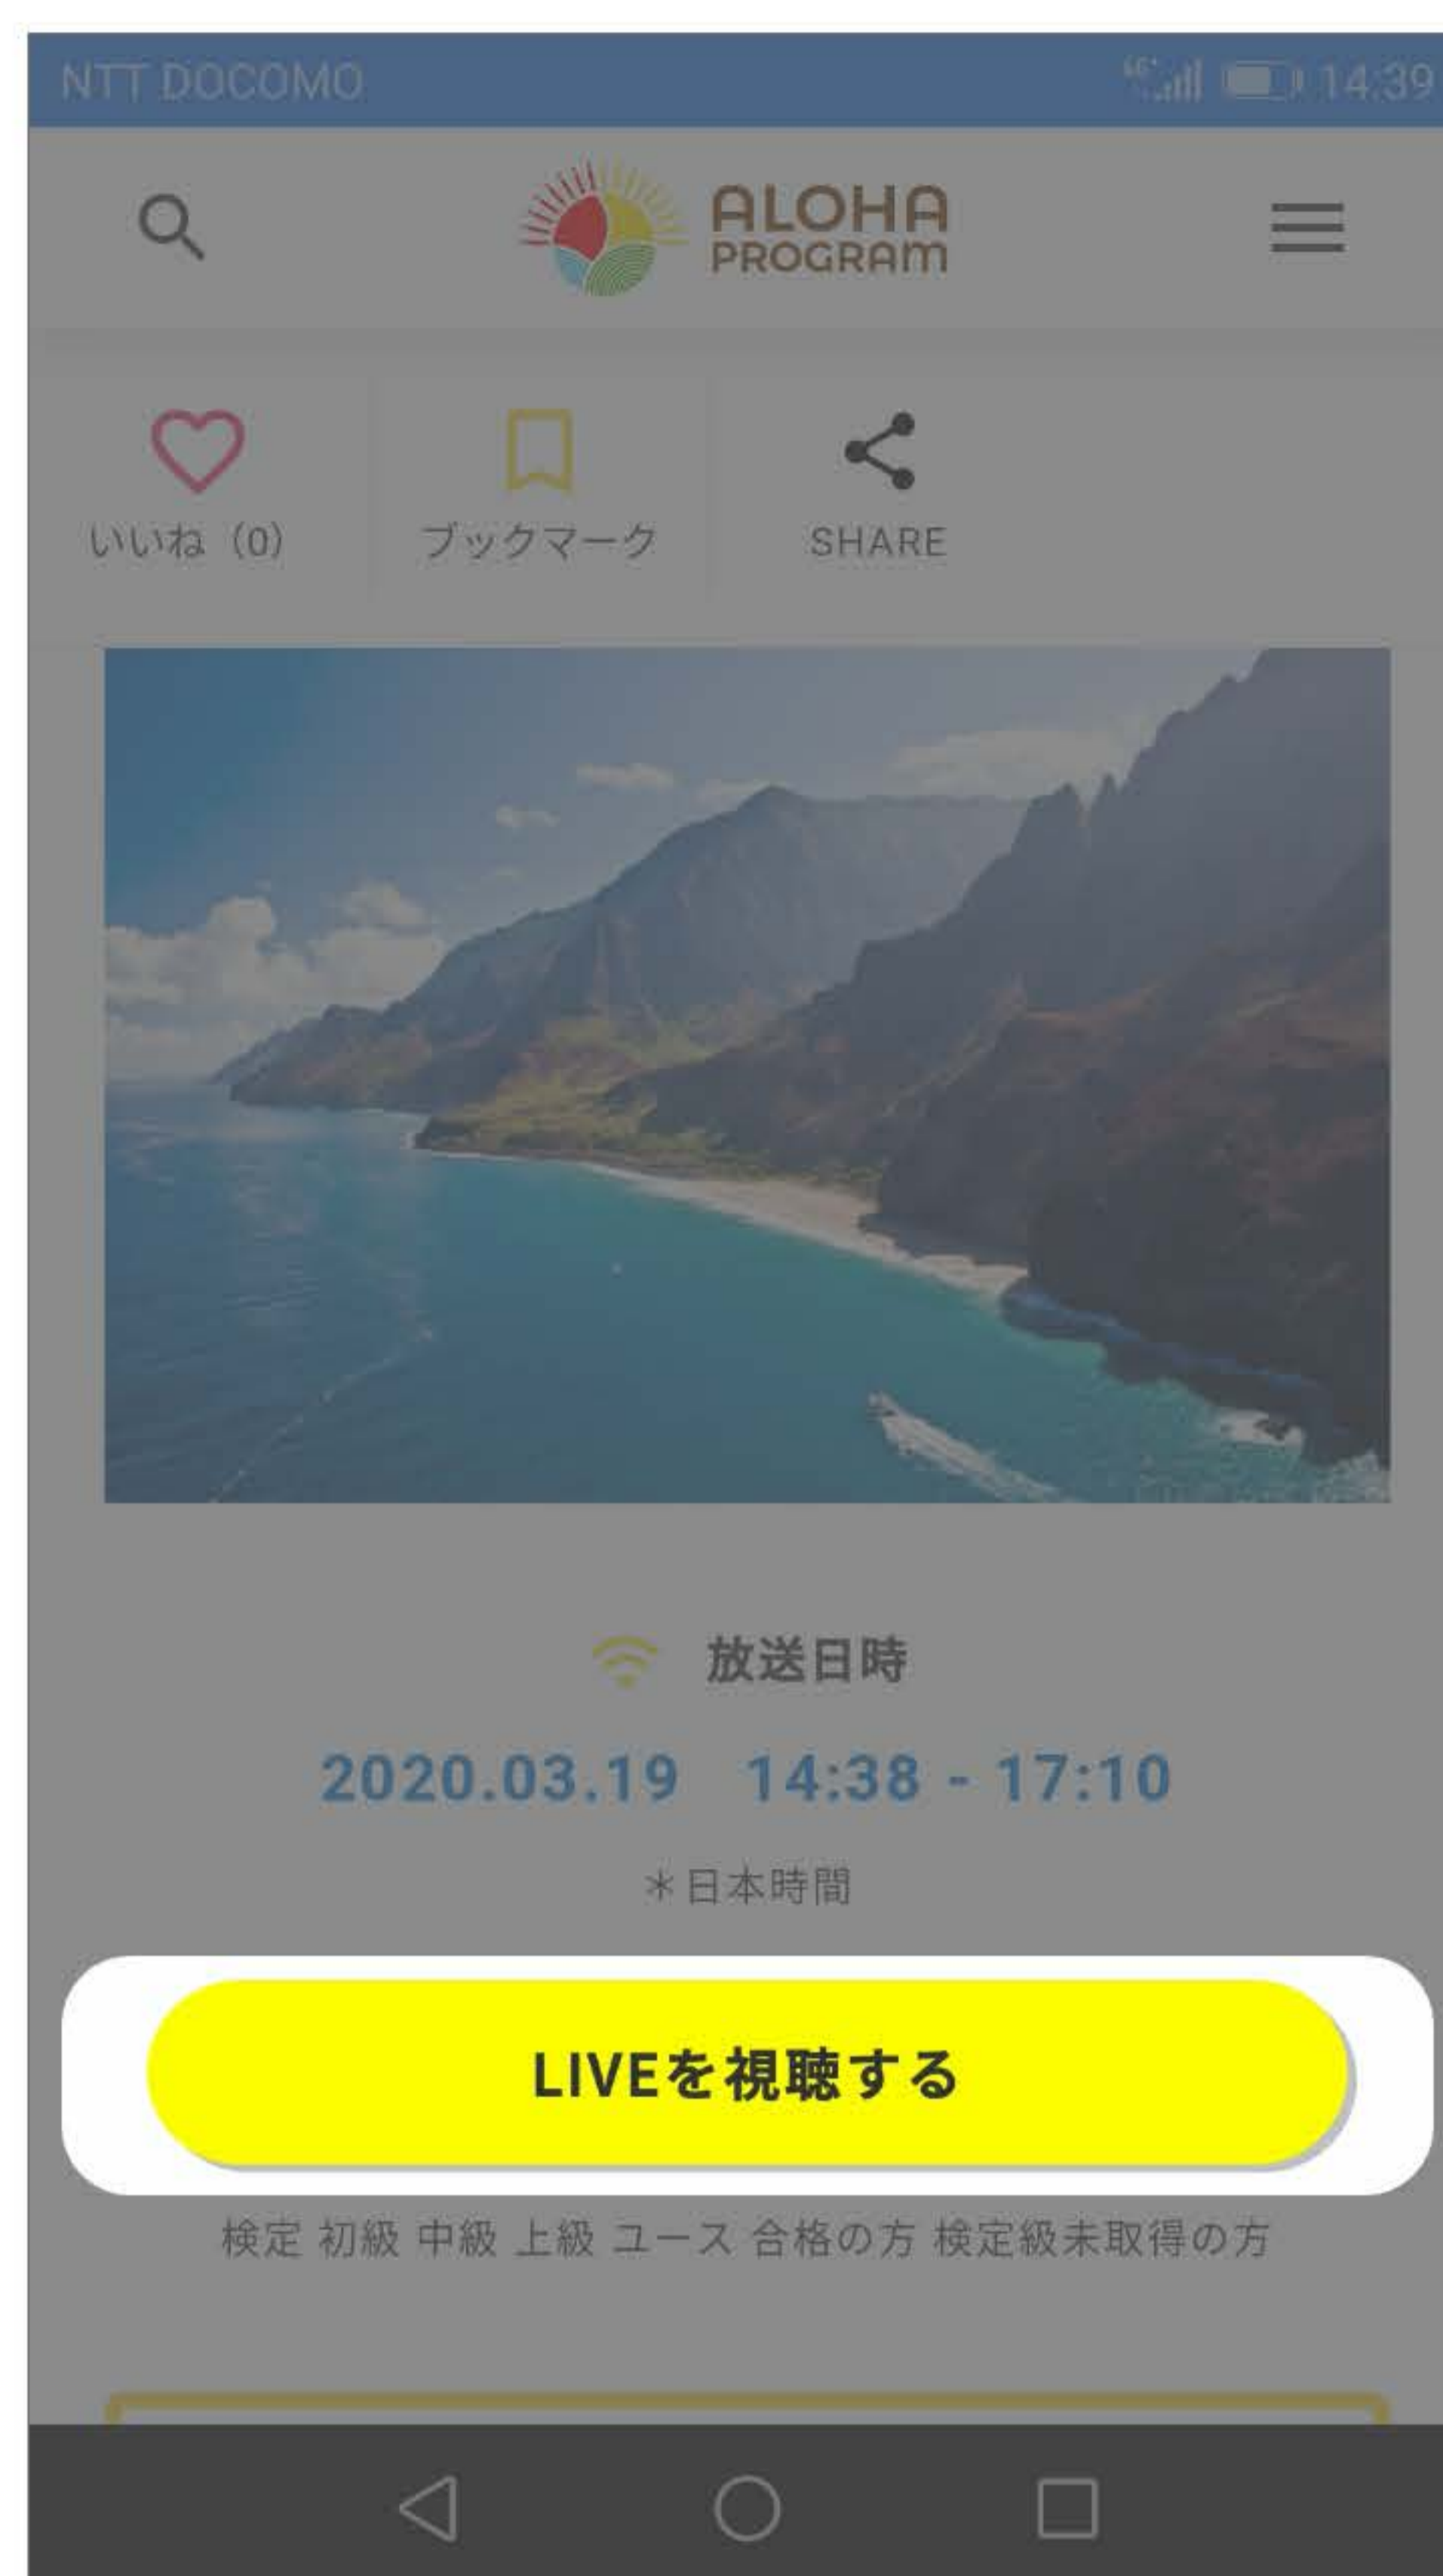 NTT DOCOMO 14:39
ALOHA
PROGRAM
いいね（0） ブックマーク SHARE
放送日時
2020.03.19 14:38 - 17:10
＊日本時間
LIVEを視聴する
検定 初級 中級 上級 ユース 合格の方 検定級未取得の方